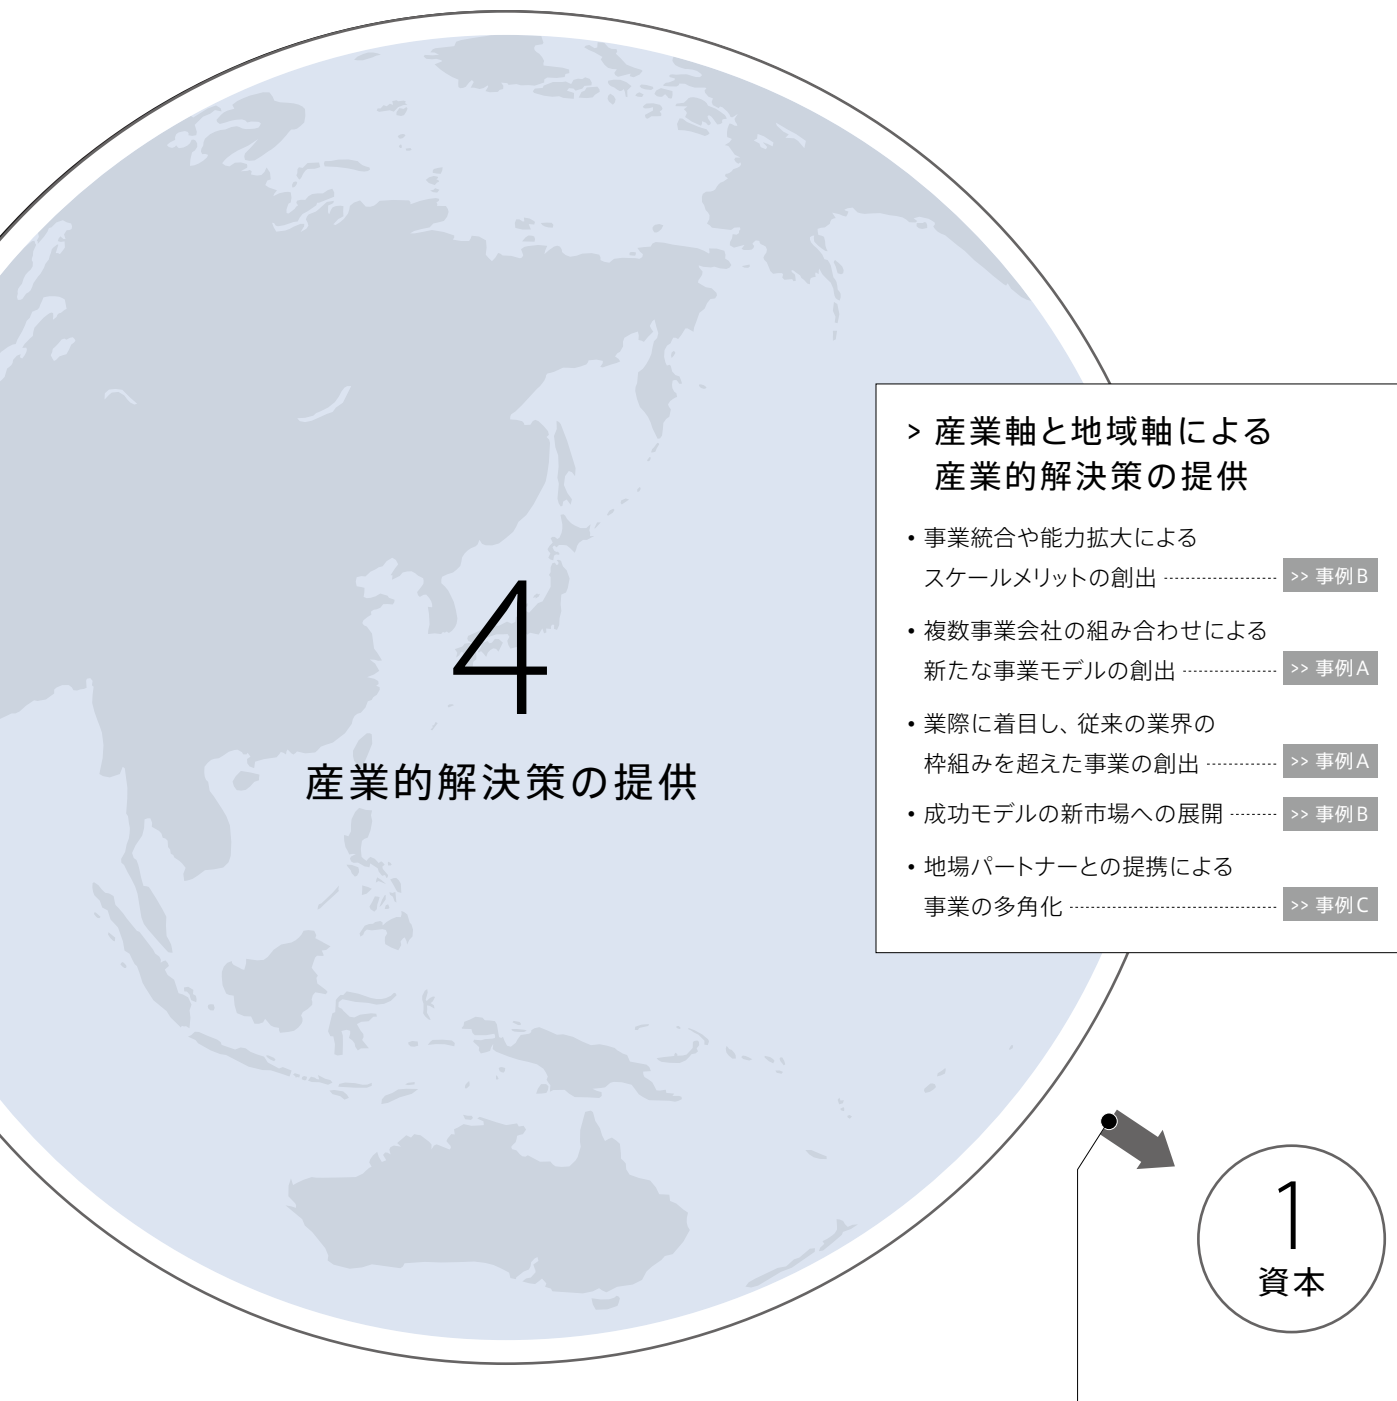 4
産業的解決策の提供
> 産業軸と地域軸による
産業的解決策の提供
• 事業統合や能力拡大による
スケールメリットの創出 >> 事例B
• 複数事業会社の組み合わせによる
新たな事業モデルの創出 >> 事例A
• 業際に着目し、従来の業界の
枠組みを超えた事業の創出 >> 事例A
• 成功モデルの新市場への展開 >> 事例B
• 地場パートナーとの提携による
事業の多角化 >> 事例C
1
資本